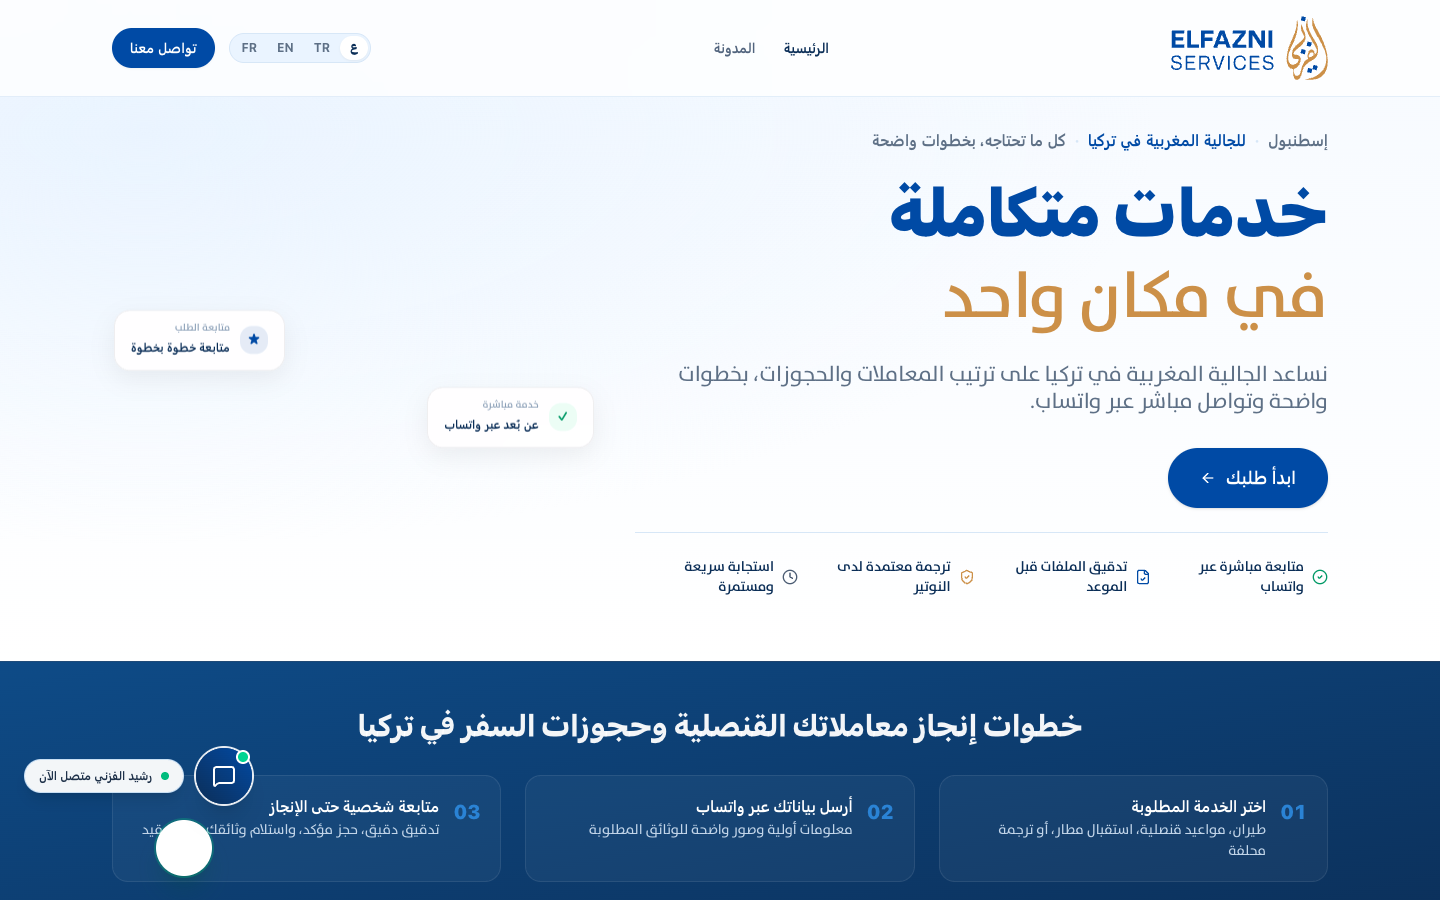 ELFAZNI
SERVICES
الفزني
الرئيسية
المدونة
ع
TR
EN
FR
تواصل معنا
إسطنبول · للجالية المغربية في تركيا · كل ما تحتاجه، بخطوات واضحة
خدمات متكاملة
في مكان واحد
نساعد الجالية المغربية في تركيا على ترتيب المعاملات والحجوزات، بخطوات
واضحة وتواصل مباشر عبر واتساب.
ابدأ طلبك
متابعة مباشرة عبر
واتساب
تدقيق الملفات قبل
الموعد
ترجمة معتمدة لدى
النوتير
استجابة سريعة
ومستمرة
متابعة الطلب
متابعة خطوة بخطوة
خدمة مباشرة
عن بُعد عبر واتساب
خطوات إنجاز معاملاتك القنصلية وحجوزات السفر في تركيا
01
اختر الخدمة المطلوبة
طيران، مواعيد قنصلية، استقبال مطار، أو ترجمة
محلفة
02
أرسل بياناتك عبر واتساب
معلومات أولية وصور واضحة للوثائق المطلوبة
03
متابعة شخصية حتى الإنجاز
تدقيق دقيق، حجز مؤكد، واستلام وثائقك
رشيد الفزني متصل الآن